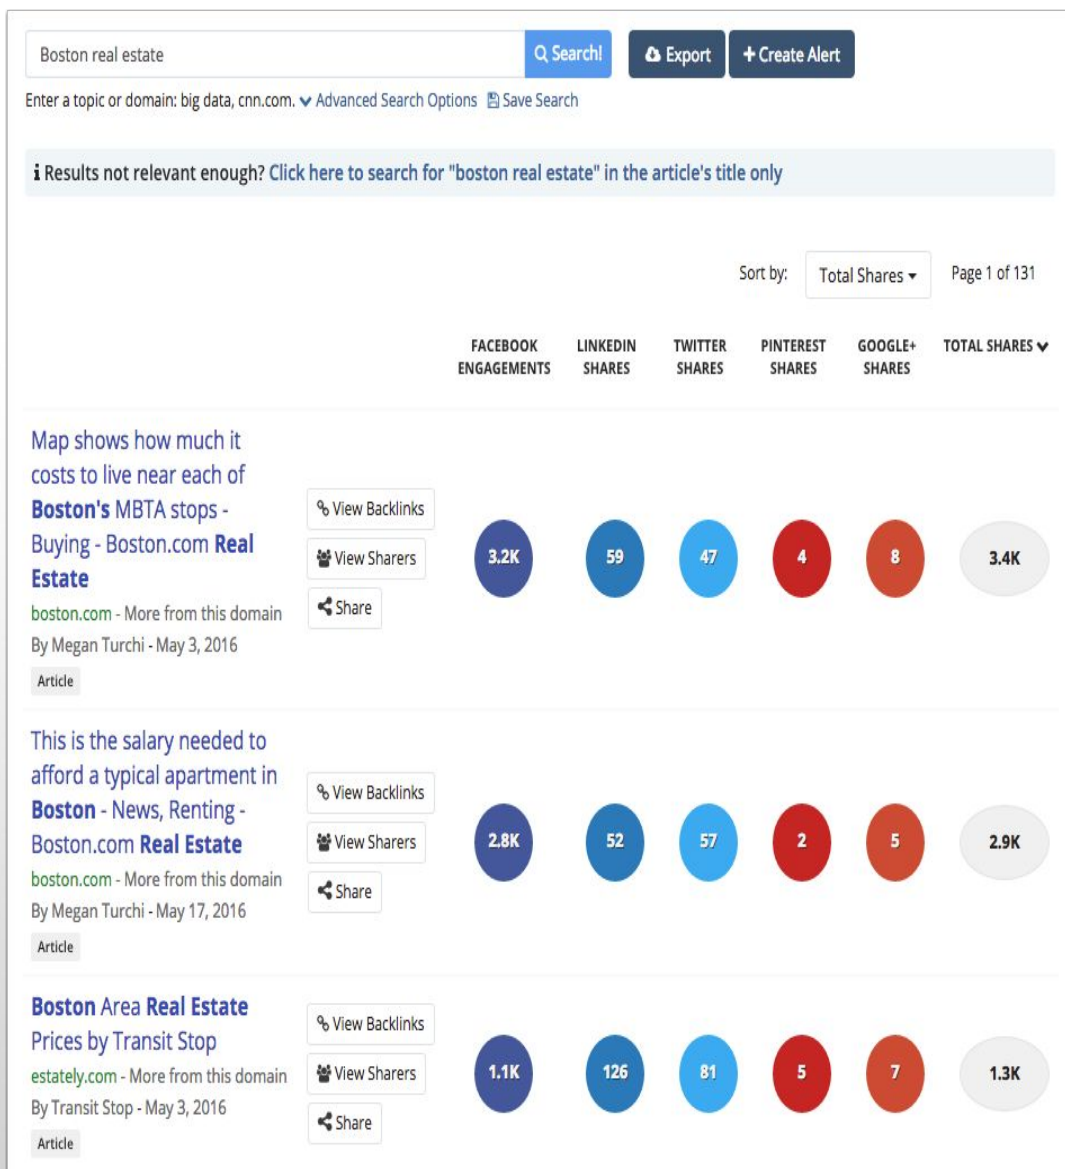 Boston real estate
Search!
Export
+ Create Alert
Enter a topic or domain: big data, cnn.com. Advanced Search Options Save Search
i Results not relevant enough? Click here to search for "boston real estate" in the article's title only
Sort by: Total Shares Page 1 of 131
FACEBOOK ENGAGEMENTS
LINKEDIN SHARES
TWITTER SHARES
PINTEREST SHARES
GOOGLE+ SHARES
TOTAL SHARES
Map shows how much it
costs to live near each of
Boston's MBTA stops -
Buying - Boston.com Real
Estate
boston.com - More from this domain
By Megan Turchi - May 3, 2016
Article
View Backlinks
View Sharers
Share
3.2K 59 47 4 8 3.4K
This is the salary needed to
afford a typical apartment in
Boston - News, Renting -
Boston.com Real Estate
boston.com - More from this domain
By Megan Turchi - May 17, 2016
Article
View Backlinks
View Sharers
Share
2.8K 52 57 2 5 2.9K
Boston Area Real Estate
Prices by Transit Stop
estately.com - More from this domain
By Transit Stop - May 3, 2016
Article
View Backlinks
View Sharers
Share
1.1K 126 81 5 7 1.3K